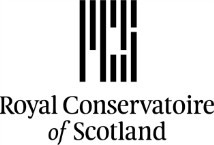 Royal Conservatoire
of Scotland